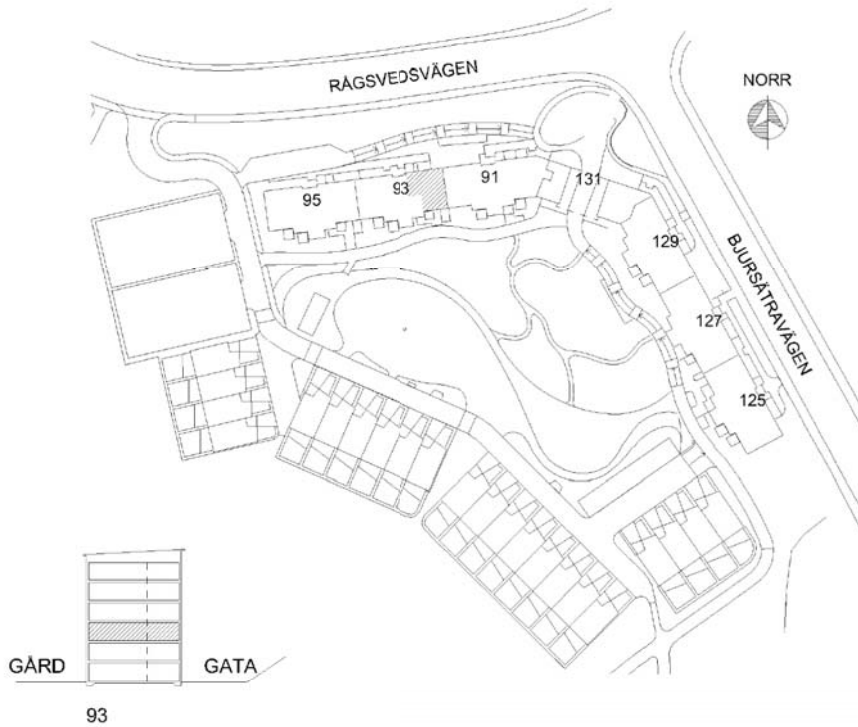 RÅGSVEDSVÄGEN
NORR
91
93
95
131
129
BJURSÄTRAVÄGEN
127
125
GÅRD
GATA
93